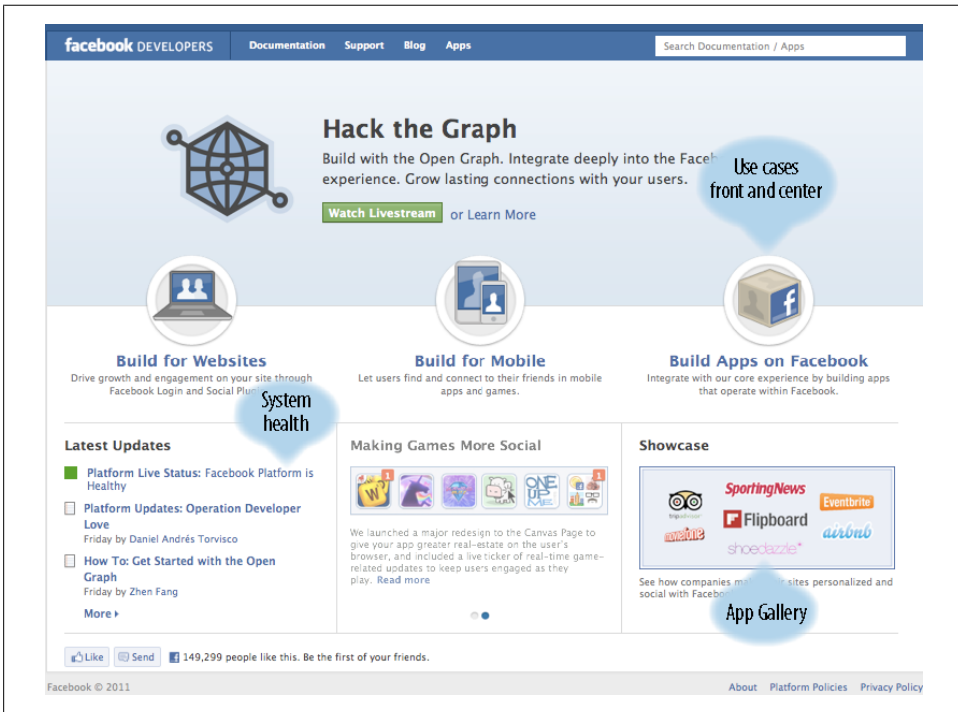 facebook DEVELOPERS Documentation Support Blog Apps Search Documentation / Apps
Hack the Graph
Build with the Open Graph. Integrate deeply into the Faceb
experience. Grow lasting connections with your users.
Watch Livestream or Learn More
Use cases
front and center
Build for Websites
Drive growth and engagement on your site through
Facebook Login and Social Plu
Build for Mobile
Let users find and connect to their friends in mobile
apps and games.
Build Apps on Facebook
Integrate with our core experience by building apps
that operate within Facebook.
System
health
Latest Updates
Platform Live Status: Facebook Platform is
Healthy
Platform Updates: Operation Developer
Love
Friday by Daniel Andrés Torvisco
How To: Get Started with the Open
Graph
Friday by Zhen Fang
More
Making Games More Social
1
W
ONE
UP
ME
1
We launched a major redesign to the Canvas Page to
give your app greater real-estate on the user's
browser, and included a live ticker of real-time game-
related updates to keep users engaged as they
play. Read more
Showcase
tripadvisor
SportingNews
Eventbrite
Flipboard
airbnb
shoedazzle
See how companies ma sites personalized and
social with Facebo
App Gallery
Like Send f 149,299 people like this. Be the first of your friends.
Facebook © 2011 About Platform Policies Privacy Policy